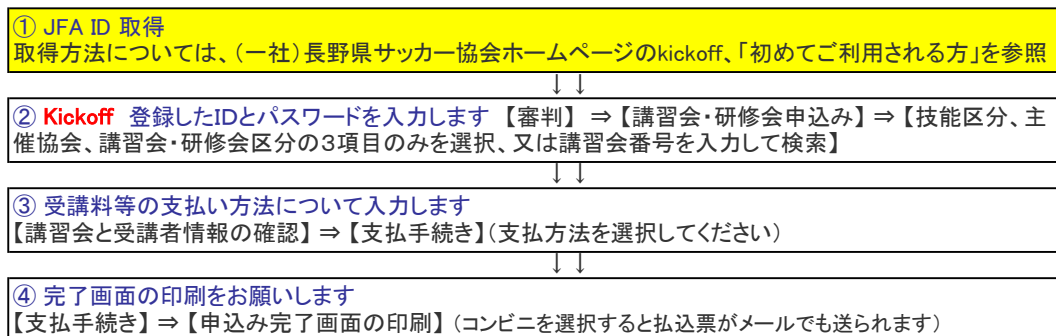 ① JFA ID 取得
取得方法については、（一社）長野県サッカー協会ホームページのkickoff、「初めてご利用される方」を参照
↓ ↓
② Kickoff 登録したIDとパスワードを入力します 【審判】 ⇒【講習会・研修会申込み】⇒【技能区分、主
催協会、講習会・研修会区分の３項目のみを選択、又は講習会番号を入力して検索】
↓ ↓
③ 受講料等の支払い方法について入力します
【講習会と受講者情報の確認】⇒【支払手続き】（支払方法を選択してください）
↓ ↓
④ 完了画面の印刷をお願いします
【支払手続き】⇒【申込み完了画面の印刷】（コンビニを選択すると払込票がメールでも送られます）